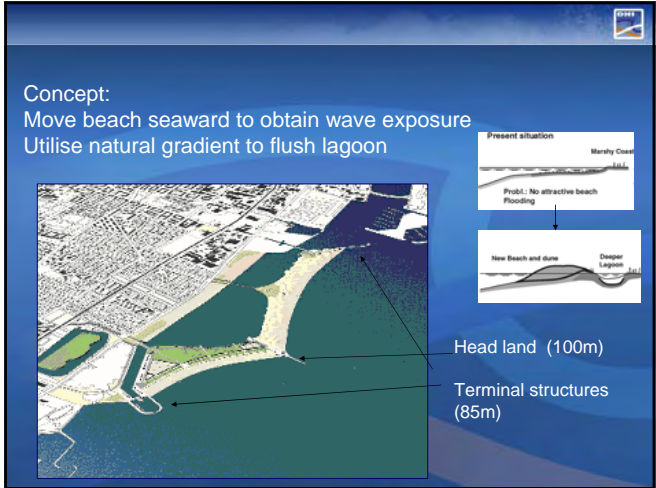 DHI
Concept:
Move beach seaward to obtain wave exposure
Utilise natural gradient to flush lagoon
Present situation
Marshy Coast
Probl.: No attractive beach
Flooding
New Beach and dune
Deeper
Lagoon
Head land (100m)
Terminal structures
(85m)